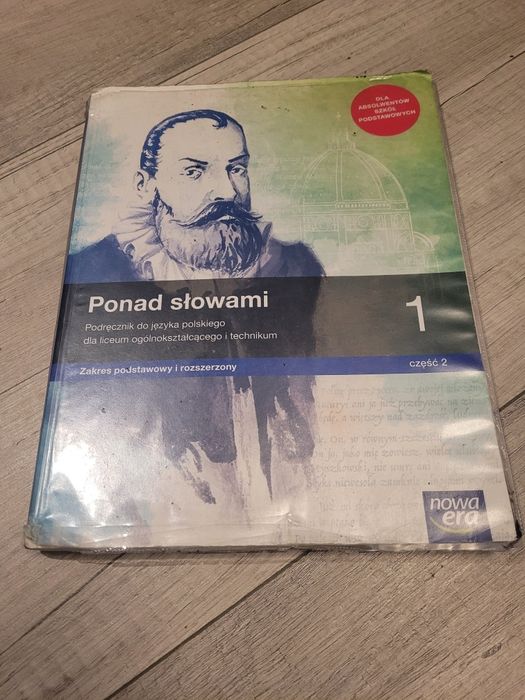 DLA
ABSOLWENTÓW
SZKÓŁ
PODSTAWOWYCH
Ponad słowami
1
Podręcznik do języka polskiego
dla liceum ogólnokształcącego i technikum
Zakres podstawowy i rozszerzony
część 2
nowa
era